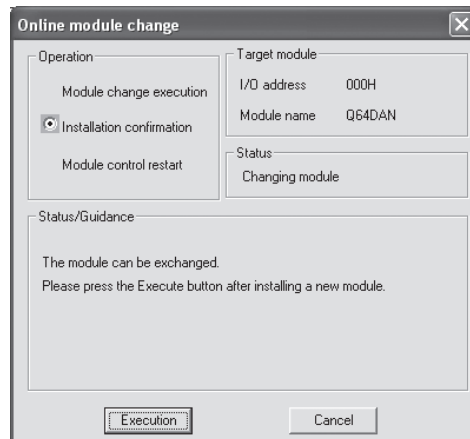 Online module change
Operation
Module change execution
Installation confirmation
Module control restart
Target module
I/O address 000H
Module name Q64DAN
Status
Changing module
Status/Guidance
The module can be exchanged.
Please press the Execute button after installing a new module.
Execution Cancel